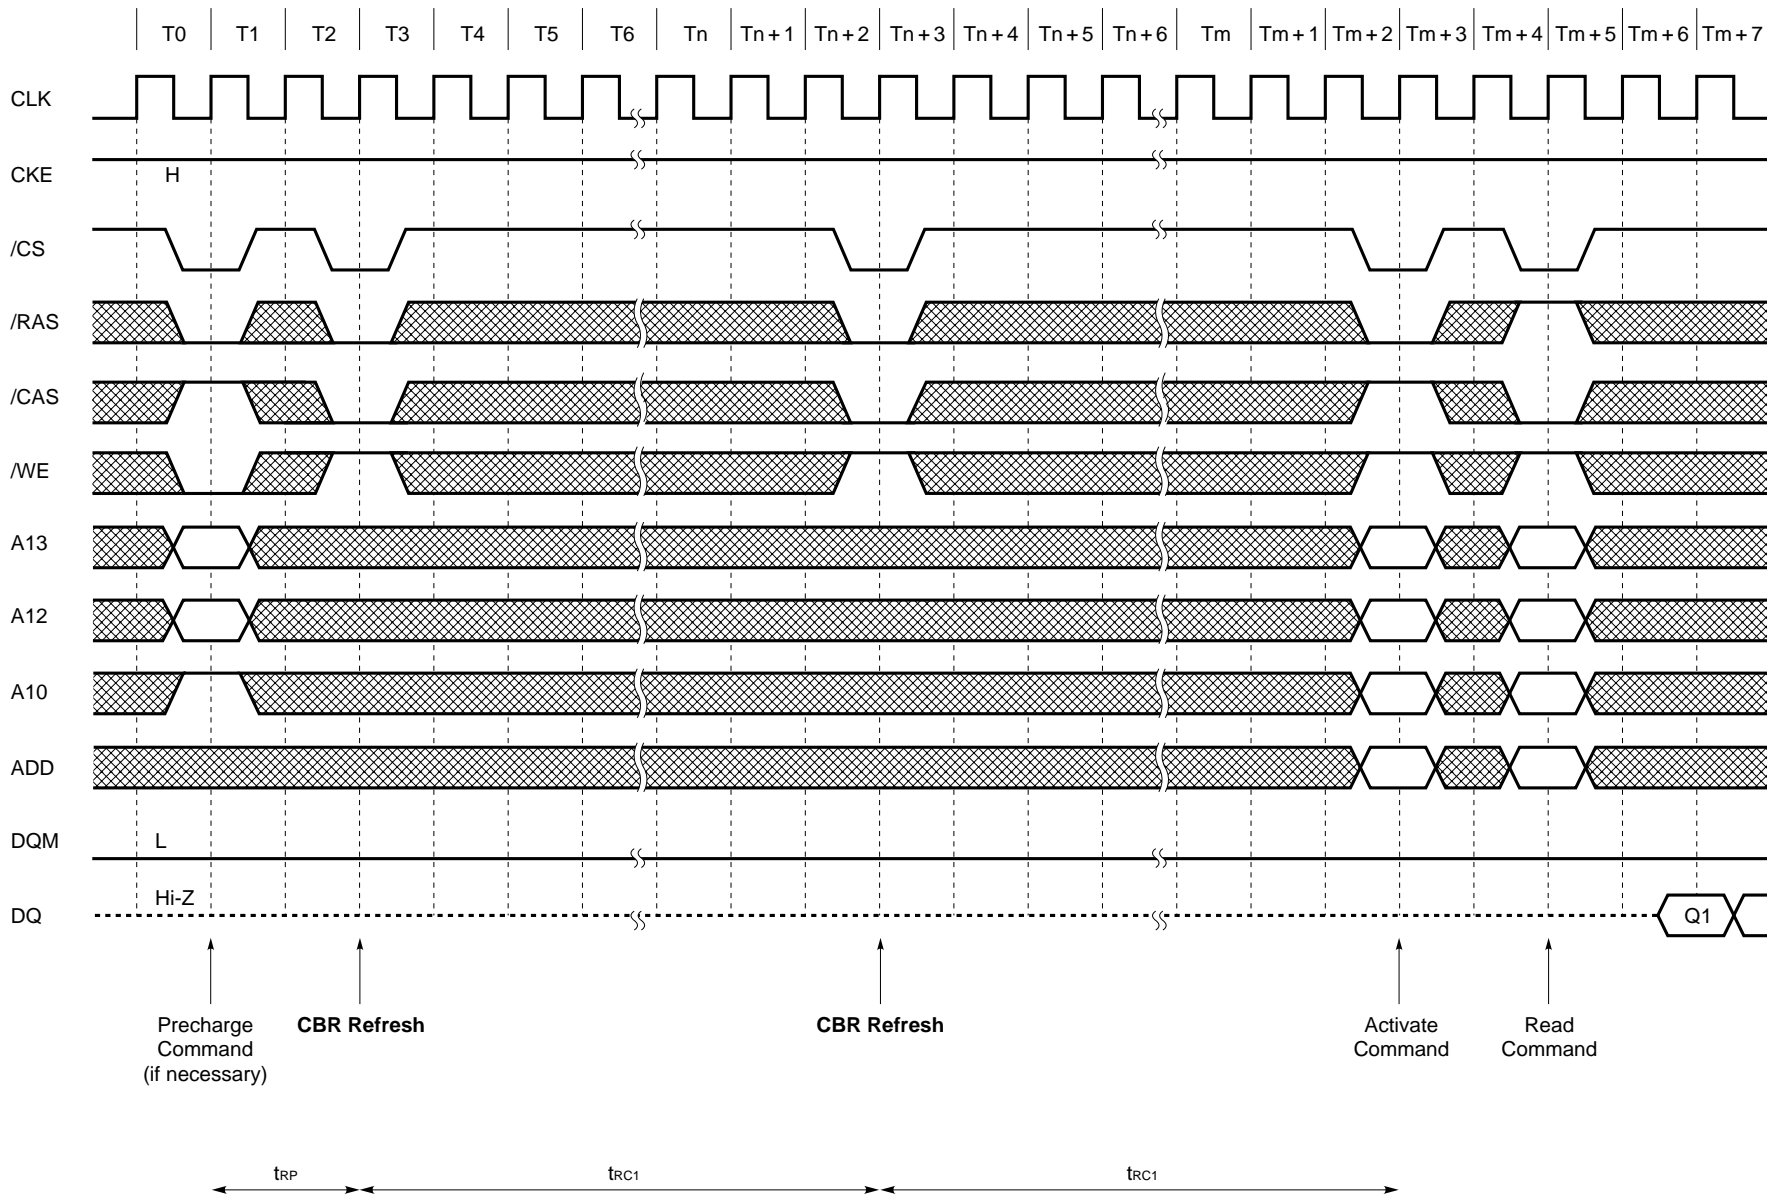 T0 T1 T2 T3 T4 T5 T6 Tn Tn + 1 Tn + 2 Tn + 3 Tn + 4 Tn + 5 Tn + 6 Tm Tm + 1 Tm + 2 Tm + 3 Tm + 4 Tm + 5 Tm + 6 Tm + 7
CLK
CKE
H
/CS
/RAS
/CAS
/WE
A13
A12
A10
ADD
DQM
L
DQ
Hi-Z
Q1
Precharge
Command
(if necessary)
CBR Refresh
CBR Refresh
Activate
Command
Read
Command
tRP
tRC1
tRC1